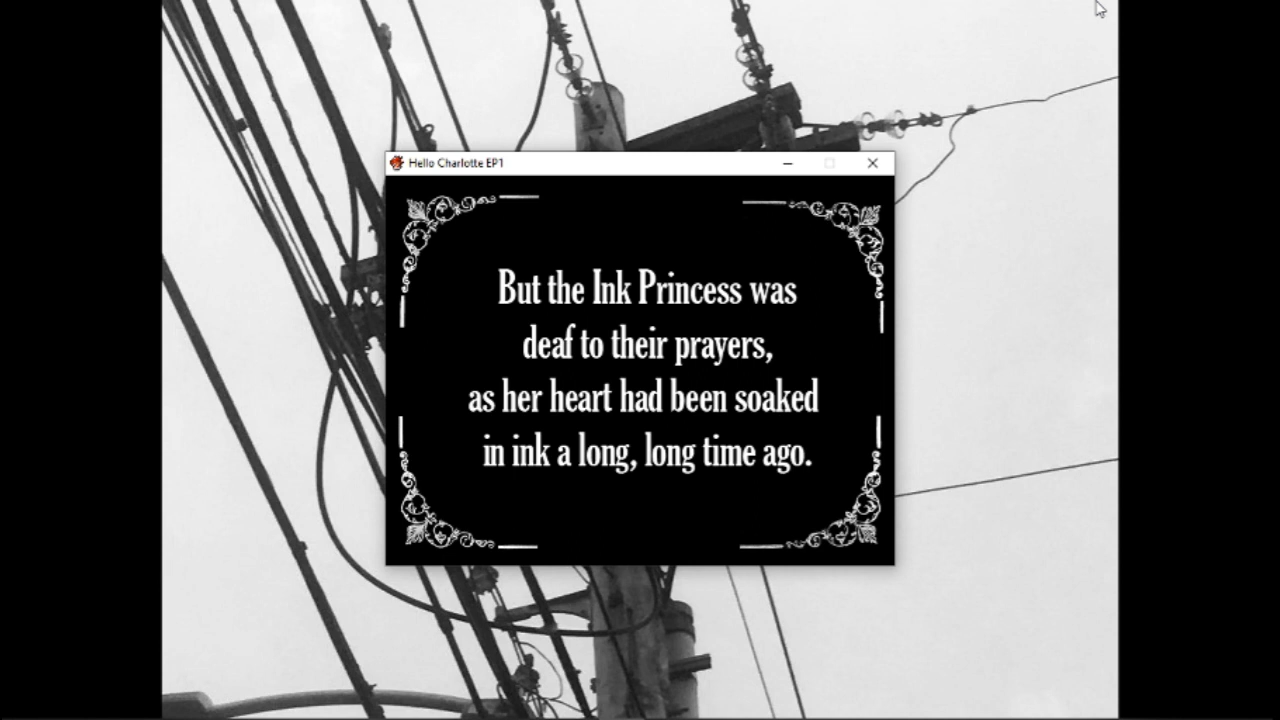 Hello Charlotte EP1
But the Ink Princess was
deaf to their prayers,
as her heart had been soaked
in ink a long, long time ago.